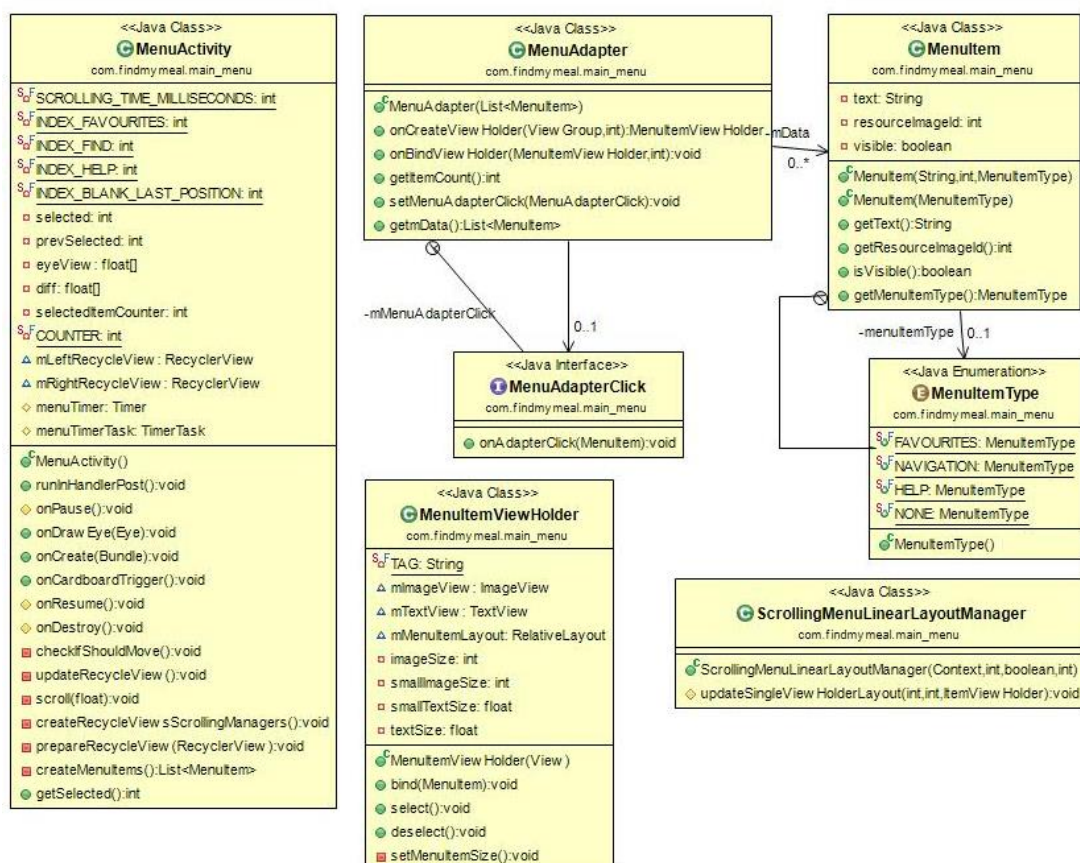 <<Java Class>>
MenuActivity
com.findmymeal.main_menu
SCROLLING_TIME_MILLISECONDS: int
INDEX_FAVOURITES: int
INDEX_FIND: int
INDEX_HELP: int
INDEX_BLANK_LAST_POSITION: int
selected: int
prevSelected: int
eyeView: float[]
diff: float[]
selectedItemCounter: int
COUNTER: int
mLeftRecycleView: RecyclerView
mRightRecycleView: RecyclerView
menuTimer: Timer
menuTimerTask: TimerTask
MenuActivity()
runInHandlerPost():void
onPause():void
onDrawEye(Eye):void
onCreate(Bundle):void
onCardboardTrigger():void
onResume():void
onDestroy():void
checkIfShouldMove():void
updateRecycleView():void
scroll(float):void
createRecycleViewsScrollingManagers():void
prepareRecycleView(RecyclerView):void
createMenuItems():List<MenuItem>
getSelected():int
<<Java Class>>
MenuAdapter
com.findmymeal.main_menu
MenuAdapter(List<MenuItem>)
onCreateViewHolder(ViewGroup,int):MenuItemViewHolder
onBindViewHolder(MenuItemViewHolder,int):void
getItemCount():int
setMenuAdapterClick(MenuAdapterClick):void
getmData():List<MenuItem>
-mData
0..*
<<Java Class>>
MenuItem
com.findmymeal.main_menu
text: String
resourceImageId: int
visible: boolean
MenuItem(String,int,MenuItemType)
MenuItem(MenuItemType)
getText():String
getResourceImageId():int
isVisible():boolean
getMenuItemType():MenuItemType
-mMenuAdapterClick
0..1
-menuItemType
0..1
<<Java Interface>>
MenuAdapterClick
com.findmymeal.main_menu
onAdapterClick(MenuItem):void
<<Java Enumeration>>
MenuItemType
com.findmymeal.main_menu
FAVOURITES: MenuItemType
NAVIGATION: MenuItemType
HELP: MenuItemType
NONE: MenuItemType
MenuItemType()
<<Java Class>>
MenuItemViewHolder
com.findmymeal.main_menu
TAG: String
mImageView: ImageView
mTextView: TextView
mMenuItemLayout: RelativeLayout
imageSize: int
smallImageSize: int
smallTextSize: float
textSize: float
MenuItemViewHolder(View)
bind(MenuItem):void
select():void
deselect():void
setMenuItemSize():void
<<Java Class>>
ScrollingMenuLinearLayoutManager
com.findmymeal.main_menu
ScrollingMenuLinearLayoutManager(Context,int,boolean,int)
updateSingleViewHolderLayout(int,int,ItemViewHolder):void